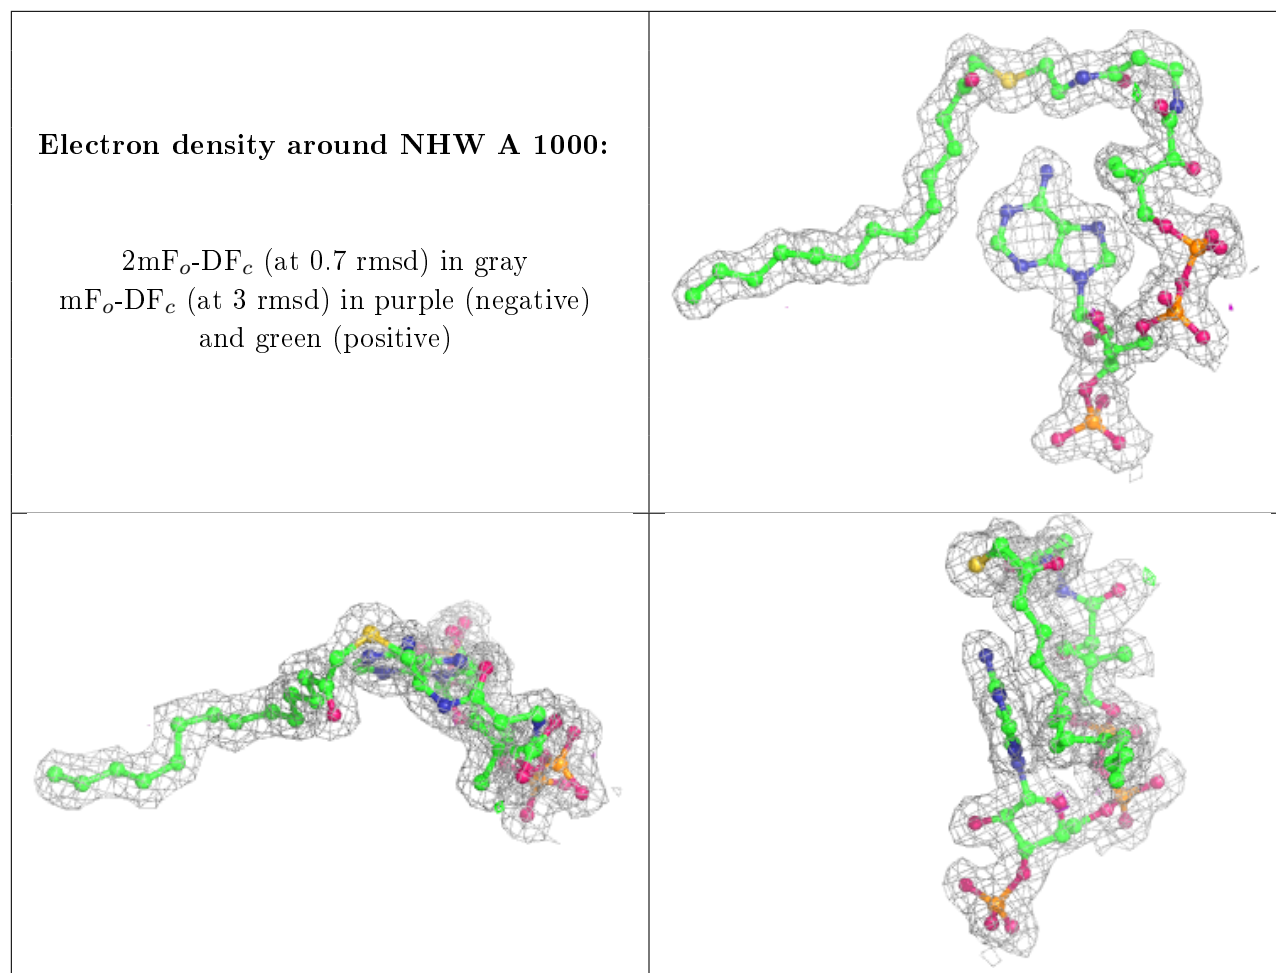 Electron density around NHW A 1000:
2mFₒ-DF𝒸 (at 0.7 rmsd) in gray
mFₒ-DF𝒸 (at 3 rmsd) in purple (negative)
and green (positive)